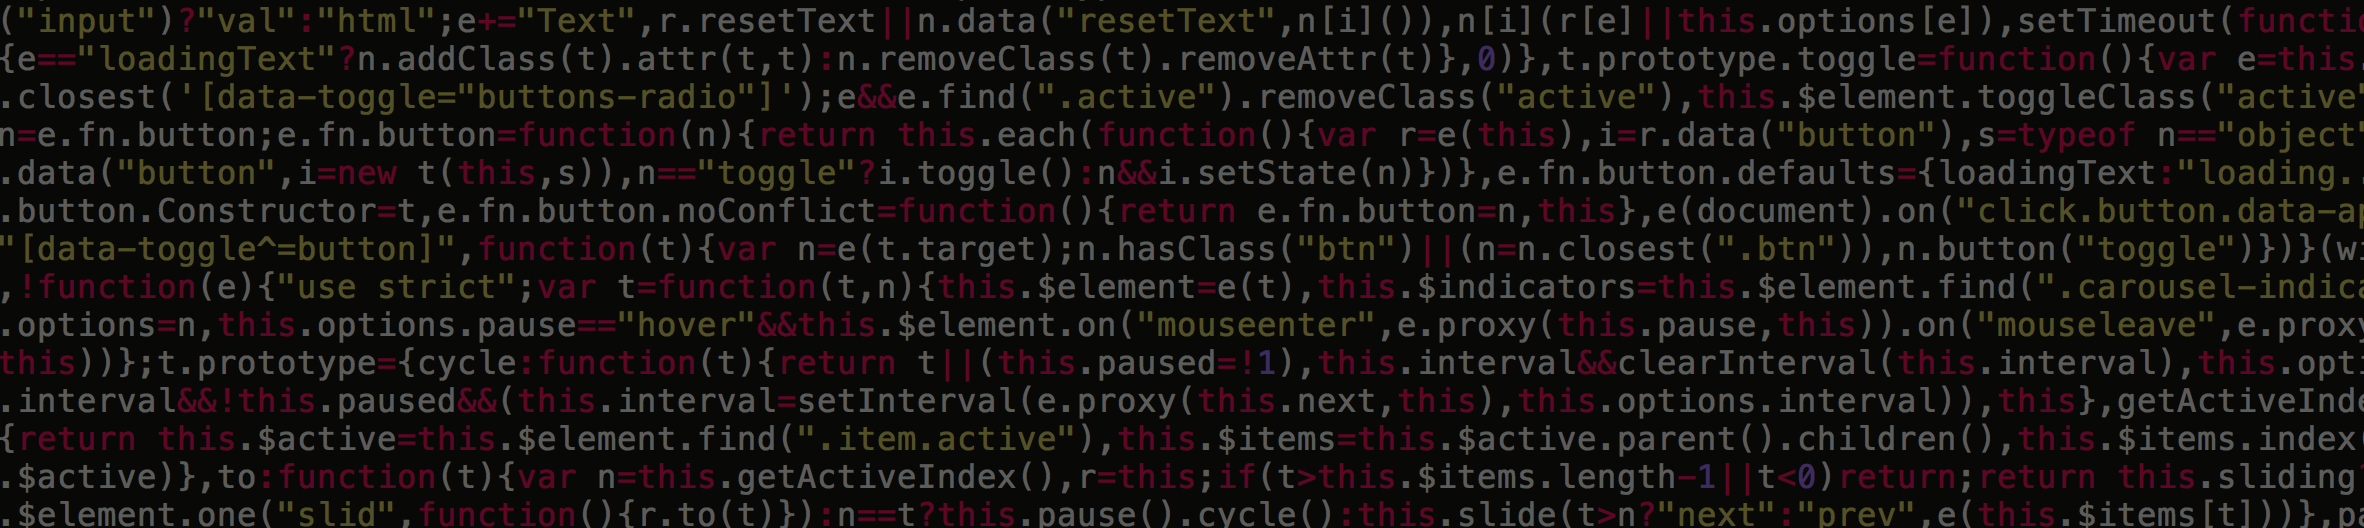 ("input")?"val":"html";e+="Text",r.resetText||n.data("resetText",n[i]()),n[i](r[e]||this.options[e]),setTimeout(functio
{e=="loadingText"?n.addClass(t).attr(t,t):n.removeClass(t).removeAttr(t)},0)},t.prototype.toggle=function(){var e=this.
.closest('[data-toggle="buttons-radio"]');e&&e.find(".active").removeClass("active"),this.$element.toggleClass("active"
n=e.fn.button;e.fn.button=function(n){return this.each(function(){var r=e(this),i=r.data("button"),s=typeof n=="object"
.data("button",i=new t(this,s)),n=="toggle"?i.toggle():n&&i.setState(n)})},e.fn.button.defaults={loadingText:"loading..
.button.Constructor=t,e.fn.button.noConflict=function(){return e.fn.button=n,this},e(document).on("click.button.data-ap
"[data-toggle^=button]",function(t){var n=e(t.target);n.hasClass("btn")||(n=n.closest(".btn")),n.button("toggle")})}(wi
,!function(e){"use strict";var t=function(t,n){this.$element=e(t),this.$indicators=this.$element.find(".carousel-indica
.options=n,this.options.pause=="hover"&&this.$element.on("mouseenter",e.proxy(this.pause,this)).on("mouseleave",e.proxy
this))};t.prototype={cycle:function(t){return t||(this.paused=!1),this.interval&&clearInterval(this.interval),this.opti
.interval&&!this.paused&&(this.interval=setInterval(e.proxy(this.next,this),this.options.interval)),this},getActiveInde
{return this.$active=this.$element.find(".item.active"),this.$items=this.$active.parent().children(),this.$items.index(
.$active)},to:function(t){var n=this.getActiveIndex(),r=this;if(t>this.$items.length-1||t<0)return;return this.sliding?
.$element.one("slid",function(){r.to(t)}):n==t?this.pause().cycle():this.slide(t>n?"next":"prev",e(this.$items[t]))},pa